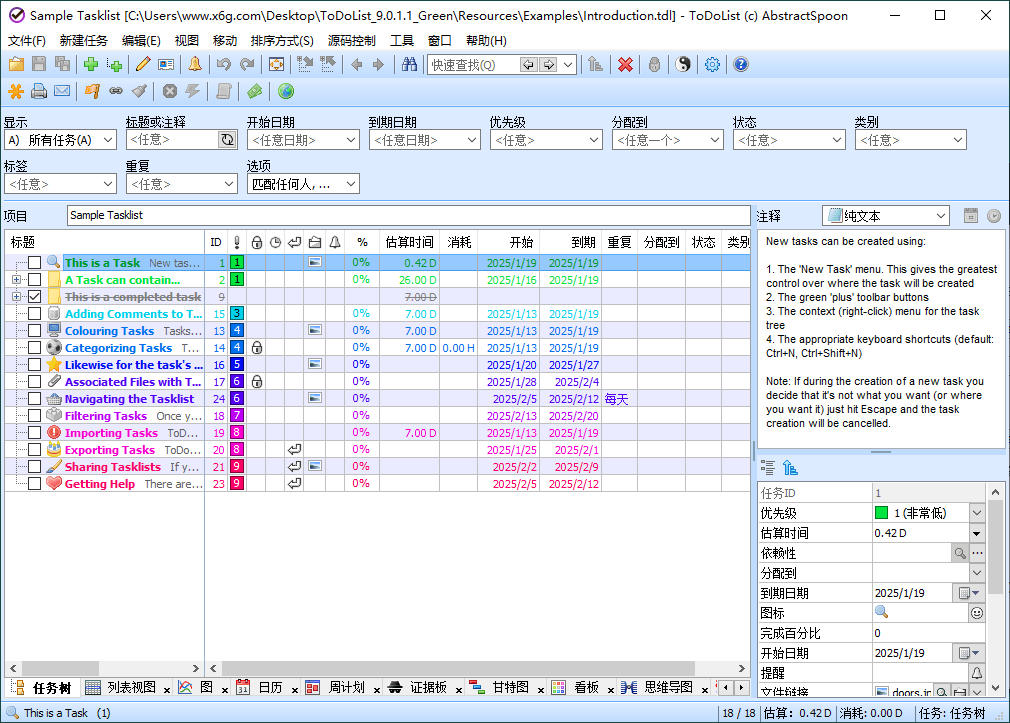 Sample Tasklist [C:\Users\www.x6g.com\Desktop\ToDoList_9.0.1.1_Green\Resources\Examples\Introduction.tdl] - ToDoList (c) AbstractSpoon
文件(F) 新建任务 编辑(E) 视图 移动 排序方式(S) 源码控制 工具 窗口 帮助(H)
快速查找(Q)
显示 标题或注释 开始日期 到期日期 优先级 分配到 状态 类别
A) 所有任务(A) <任意> <任意日期> <任意日期> <任意> <任意一个> <任意> <任意>
标签 重复 选项
<任意> <任意> 匹配任何人, ...
项目 Sample Tasklist
标题 ID ! % 估算时间 消耗 开始 到期 重复 分配到 状态 类别
This is a Task New tas... 1 1 0% 0.42 D 2025/1/19 2025/1/19
A Task can contain... 2 1 0% 26.00 D 2025/1/13 2025/1/19
This is a completed task 9 7.00 D
Adding Comments to T... 15 3 0% 7.00 D 2025/1/13 2025/1/19
Colouring Tasks Tasks... 13 4 0% 7.00 D 2025/1/13 2025/1/19
Categorizing Tasks T... 14 4 0% 7.00 D 0.00 H 2025/1/13 2025/1/19
Likewise for the task's ... 16 5 0% 2025/1/20 2025/1/27
Associated Files with T... 17 6 0% 2025/1/28 2025/2/4
Navigating the Tasklist 24 6 0% 2025/2/5 2025/2/12 每天
Filtering Tasks Once y... 18 7 0% 2025/2/13 2025/2/20
Importing Tasks ToD... 19 8 0% 7.00 D 2025/1/13 2025/1/19
Exporting Tasks ToDo... 20 8 0% 2025/1/25 2025/2/1
Sharing Tasklists If y... 21 9 0% 2025/2/2 2025/2/9
Getting Help There are... 23 9 0% 2025/2/5 2025/2/12
注释 纯文本
New tasks can be created using:
1. The 'New Task' menu. This gives the greatest
control over where the task will be created
2. The green 'plus' toolbar buttons
3. The context (right-click) menu for the task
tree
4. The appropriate keyboard shortcuts (default:
Ctrl+N, Ctrl+Shift+N)
Note: If during the creation of a new task you
decide that it's not what you want (or where
you want it) just hit Escape and the task
creation will be cancelled.
任务ID 1
优先级 1 (非常低)
估算时间 0.42 D
依赖性
分配到
到期日期 2025/1/19
图标
完成百分比 0
开始日期 2025/1/19
提醒
文件链接 doors.jp
任务树 列表视图 x 图 x 31 日历 x 周计划 x 证据板 x 甘特图 x 看板 x 思维导图 x
This is a Task (1) 18 / 18 估算: 0.42 D 消耗: 0.00 D 任务: 任务树